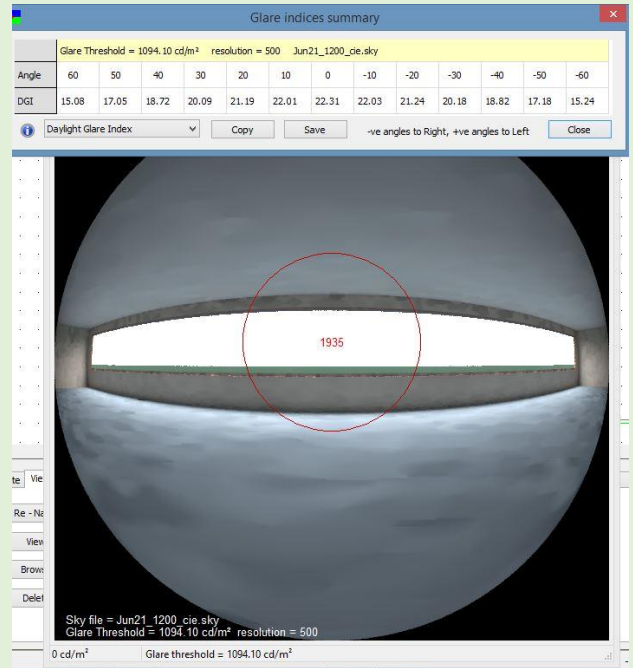 Glare indices summary
Glare Threshold = 1094.10 cd/m² resolution = 500 Jun21_1200_cie.sky
Angle 60 50 40 30 20 10 0 -10 -20 -30 -40 -50 -60
DGI 15.08 17.05 18.72 20.09 21.19 22.01 22.31 22.03 21.24 20.18 18.82 17.18 15.24
Daylight Glare Index Copy Save -ve angles to Right, +ve angles to Left Close
1935
te Vie
Re - Na
View
Brows
Delet
Sky file = Jun21_1200_cie.sky
Glare Threshold = 1094.10 cd/m² resolution = 500
0 cd/m² Glare threshold = 1094.10 cd/m²